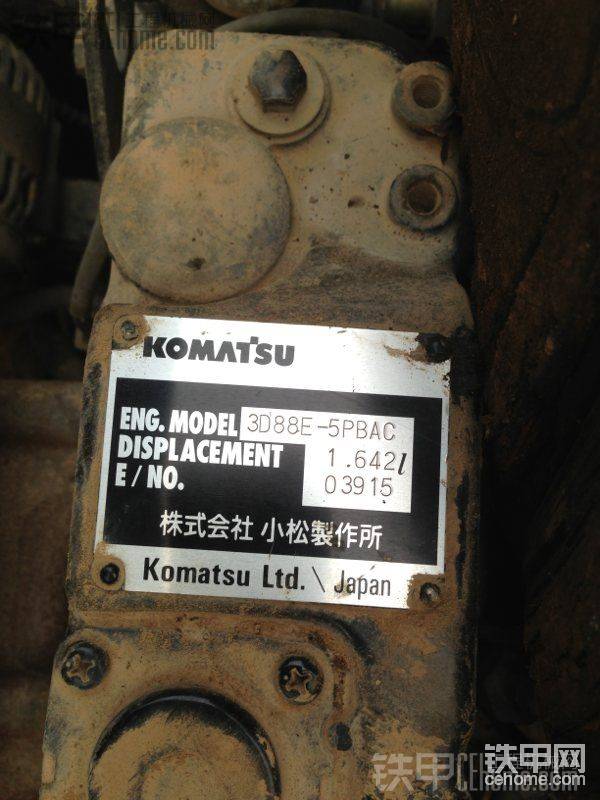 KOMATSU
ENG. MODEL 3D88E-5PBAC
DISPLACEMENT 1.642l
E/NO. 03915
株式会社 小松製作所
Komatsu Ltd. \ Japan
铁甲网
cehome.com